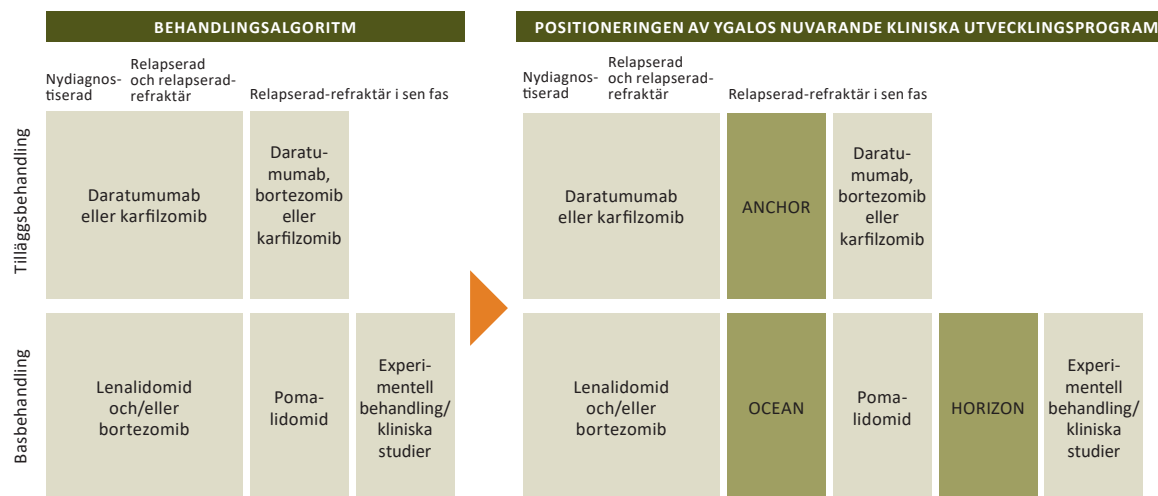 BEHANDLINGSALGORITM
Nydiagnos-
tiserad
Relapserad
och relapserad-
refraktär
Relapserad-refraktär i sen fas
Tilläggsbehandling
Daratumumab
eller karfilzomib
Daratu-
mumab,
bortezomib
eller
karfilzomib
Basbehandling
Lenalidomid
och/eller
bortezomib
Poma-
lidomid
Experi-
mentell
behandling/
kliniska
studier
POSITIONERINGEN AV YGALOS NUVARANDE KLINISKA UTVECKLINGSPROGRAM
Nydiagnos-
tiserad
Relapserad
och relapserad-
refraktär
Relapserad-refraktär i sen fas
Daratumumab
eller karfilzomib
ANCHOR
Daratu-
mumab,
bortezomib
eller
karfilzomib
Lenalidomid
och/eller
bortezomib
OCEAN
Poma-
lidomid
HORIZON
Experi-
mentell
behandling/
kliniska
studier